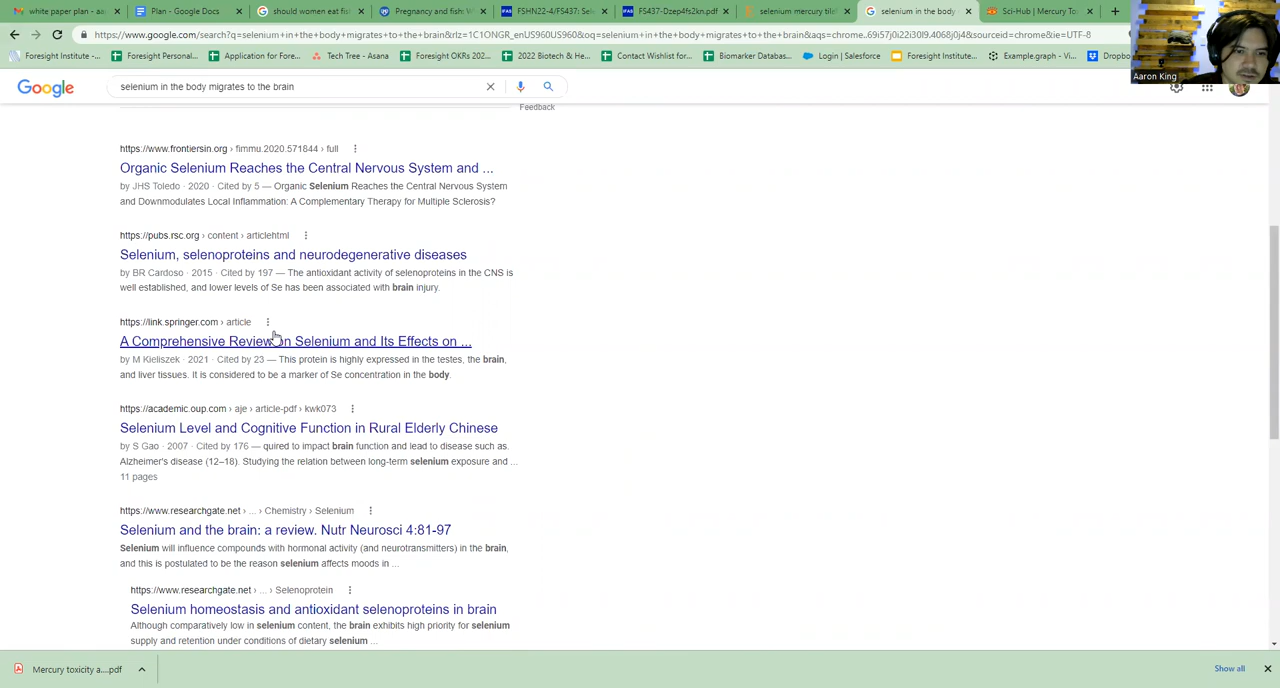 white paper plan - aar
Plan - Google Docs
should women eat fish
Pregnancy and fish: W
FSHN22-4/FS437: Sele
FS437-Dzep4fs2kn.pdf
selenium mercury tilef
selenium in the body
Sci-Hub | Mercury Tox
https://www.google.com/search?q=selenium+in+the+body+migrates+to+the+brain&rlz=1C1ONGR_enUS960US960&oq=selenium+in+the+body+migrates+to+the+brain&aqs=chrome..69i57j0i22i30l9.4068j0j4&sourceid=chrome&ie=UTF-8
Foresight Institute -...
Application for Found...
Tech Tree - Asana
Foresight OKRs 202...
2022 Biotech & He...
Contact Wishlist for...
Biomarker Databas...
Login | Salesforce
Foresight Institute...
Example.graph - Vi...
Dropbo
Aaron King
Google
selenium in the body migrates to the brain
Feedback
https://www.frontiersin.org › fimmu.2020.571844 › full
Organic Selenium Reaches the Central Nervous System and ...
by JHS Toledo · 2020 · Cited by 5 — Organic Selenium Reaches the Central Nervous System
and Downmodulates Local Inflammation: A Complementary Therapy for Multiple Sclerosis?
https://pubs.rsc.org › content › articlehtml
Selenium, selenoproteins and neurodegenerative diseases
by BR Cardoso · 2015 · Cited by 197 — The antioxidant activity of selenoproteins in the CNS is
well established, and lower levels of Se has been associated with brain injury.
https://link.springer.com › article
A Comprehensive Review on Selenium and Its Effects on ...
by M Kieliszek · 2021 · Cited by 23 — This protein is highly expressed in the testes, the brain,
and liver tissues. It is considered to be a marker of Se concentration in the body.
https://academic.oup.com › aje › article-pdf › kwk073
Selenium Level and Cognitive Function in Rural Elderly Chinese
by S Gao · 2007 · Cited by 176 — quired to impact brain function and lead to disease such as.
Alzheimer's disease (12–18). Studying the relation between long-term selenium exposure and ...
11 pages
https://www.researchgate.net › ... › Chemistry › Selenium
Selenium and the brain: a review. Nutr Neurosci 4:81-97
Selenium will influence compounds with hormonal activity (and neurotransmitters) in the brain,
and this is postulated to be the reason selenium affects moods in ...
https://www.researchgate.net › ... › Selenoprotein
Selenium homeostasis and antioxidant selenoproteins in brain
Although comparatively low in selenium content, the brain exhibits high priority for selenium
supply and retention under conditions of dietary selenium ...
Mercury toxicity a....pdf
Show all